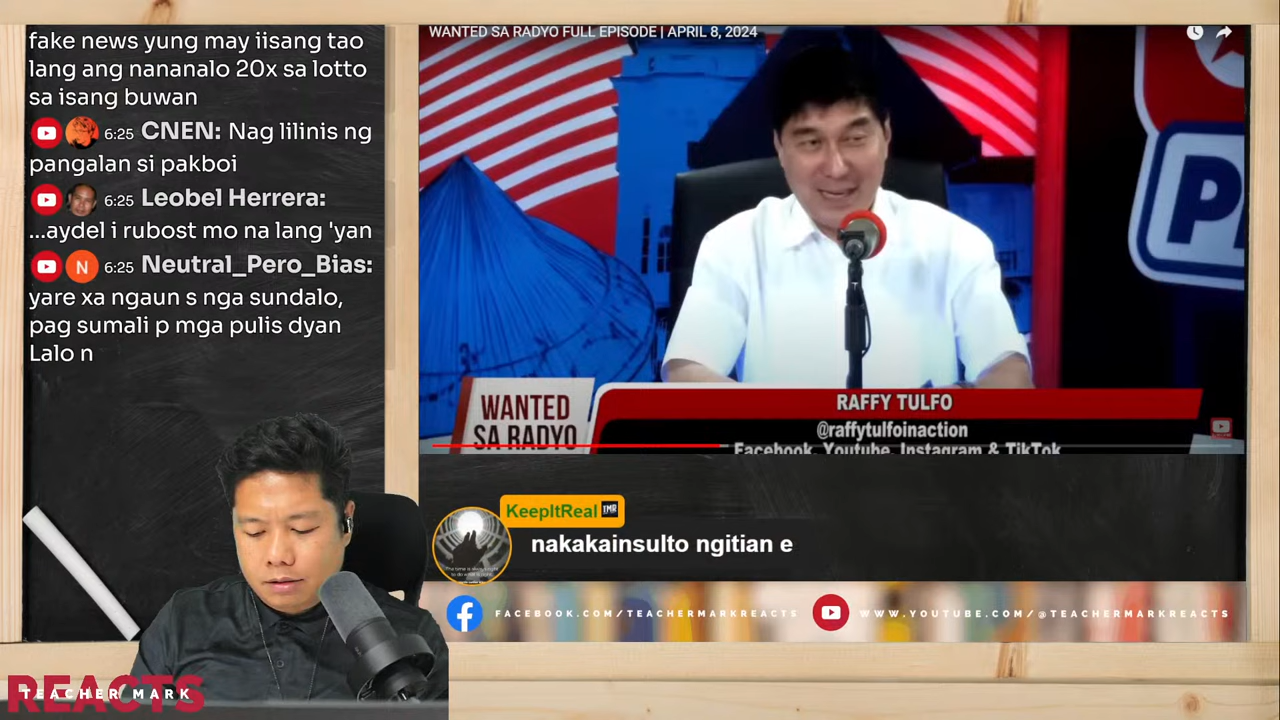 fake news yung may iisang tao
lang ang nananalo 20x sa lotto
sa isang buwan
6:25 CNEN: Nag lilinis ng
pangalan si pakboi
6:25 Leobel Herrera:
...aydel i rubost mo na lang 'yan
N 6:25 Neutral_Pero_Bias:
yare xa ngaun s nga sundalo,
pag sumali p mga pulis dyan
Lalo n
WANTED SA RADYO FULL EPISODE | APRIL 8, 2024
P
WANTED
SA RADYO
RAFFY TULFO
@raffytulfoinaction
Facebook, Youtube, Instagram & TikTok
KeepItReal
nakakainsulto ngitian e
FACEBOOK.COM/TEACHERMARKREACTS
WWW.YOUTUBE.COM/@TEACHERMARKREACTS
REACTS
TEACHER MARK